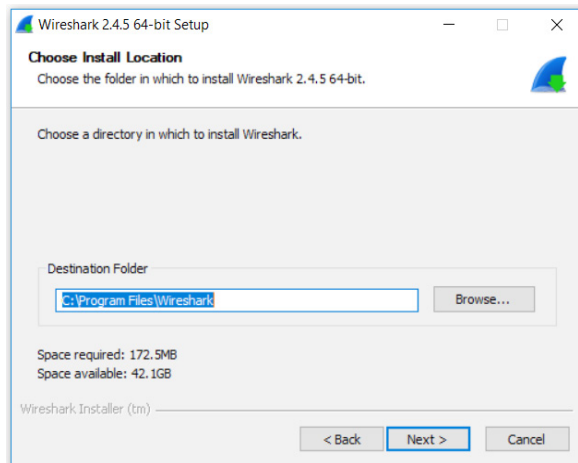 Wireshark 2.4.5 64-bit Setup
Choose Install Location
Choose the folder in which to install Wireshark 2.4.5 64-bit.
Choose a directory in which to install Wireshark.
Destination Folder
C:\Program Files\Wireshark
Browse...
Space required: 172.5MB
Space available: 42.1GB
Wireshark Installer (tm)
< Back Next > Cancel